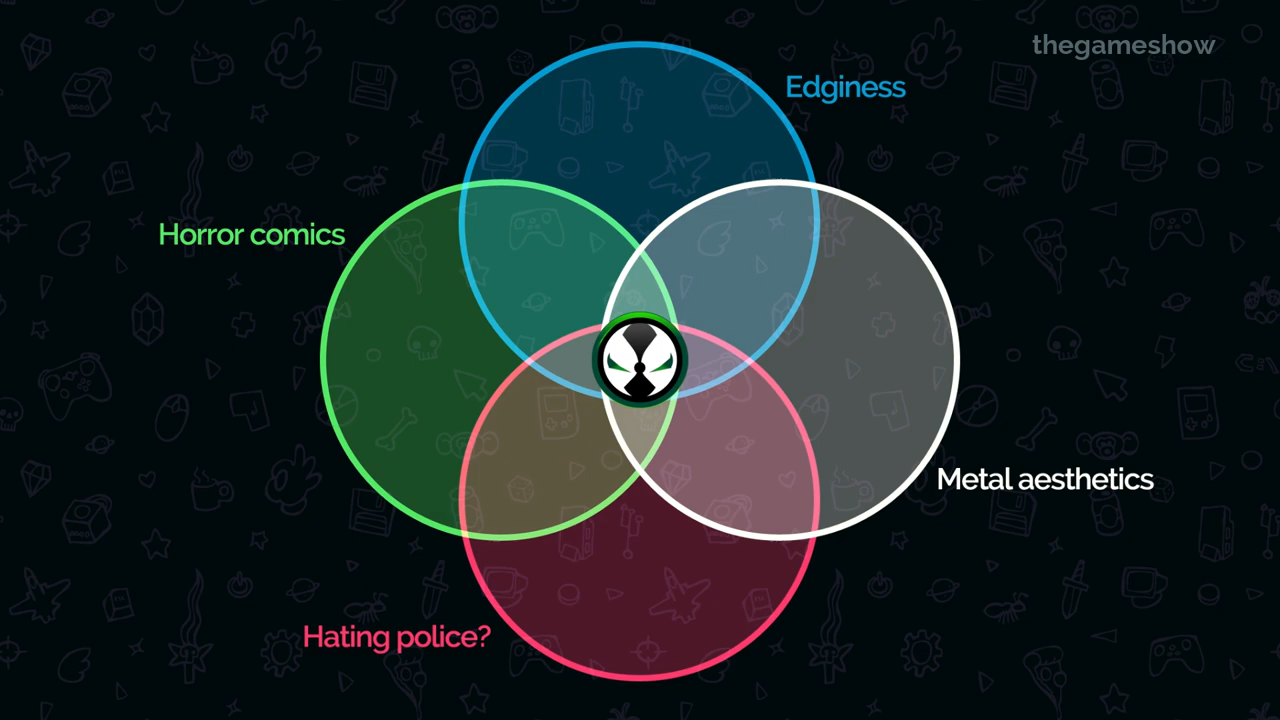 thegameshow
Edginess
Horror comics
Metal aesthetics
Hating police?